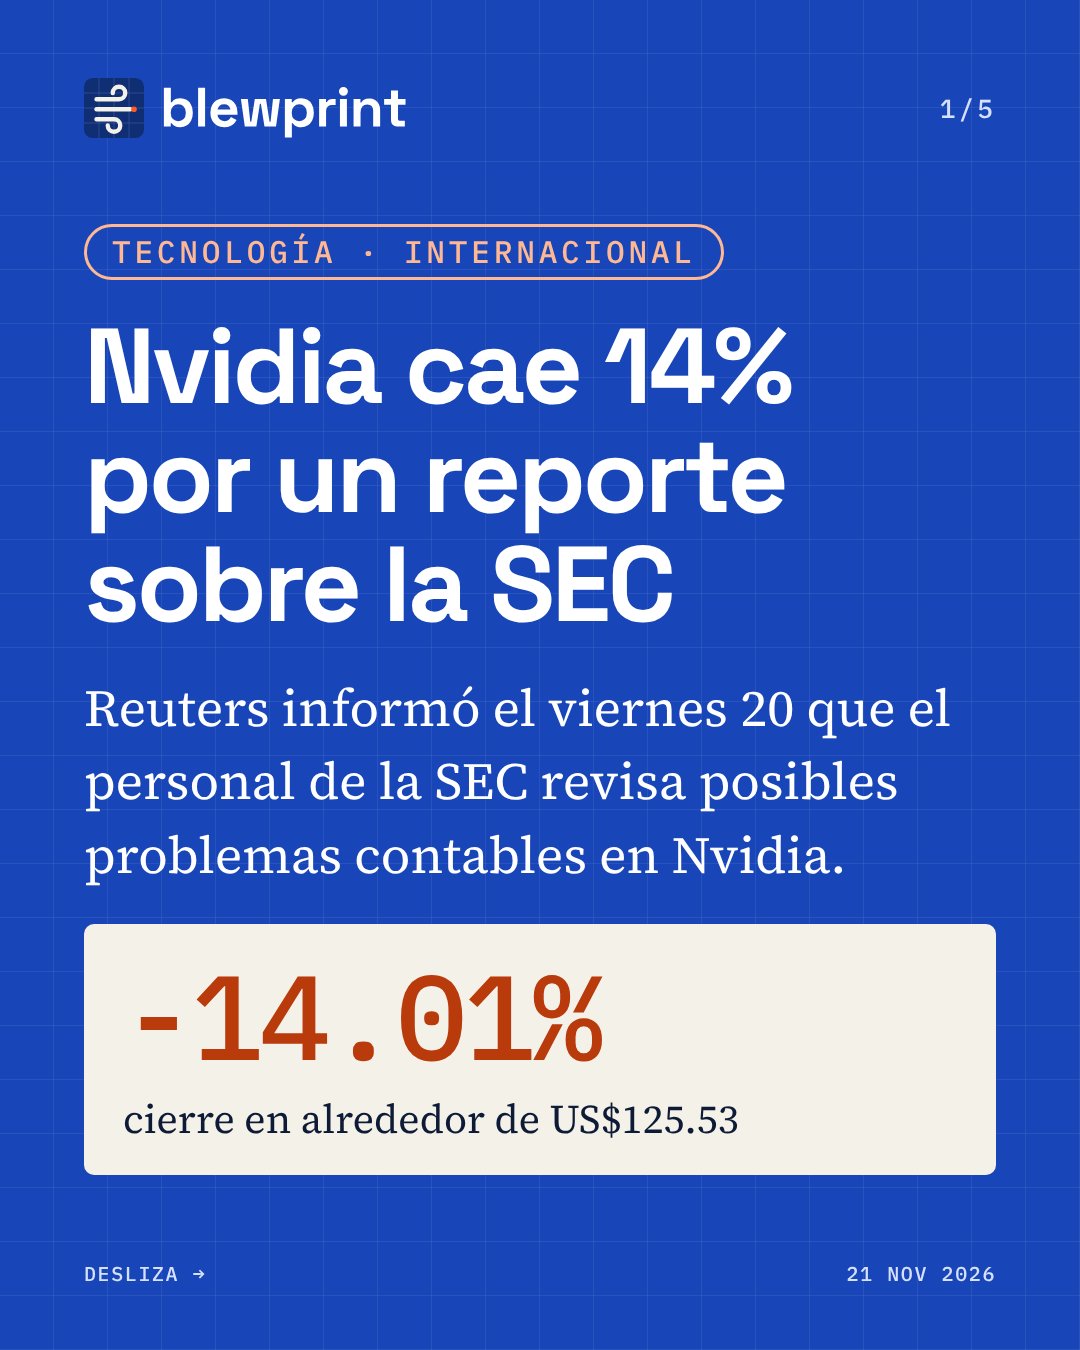 blewprint
1/5
TECNOLOGÍA · INTERNACIONAL
Nvidia cae 14%
por un reporte
sobre la SEC
Reuters informó el viernes 20 que el
personal de la SEC revisa posibles
problemas contables en Nvidia.
-14.01%
cierre en alrededor de US$125.53
DESLIZA →
21 NOV 2026